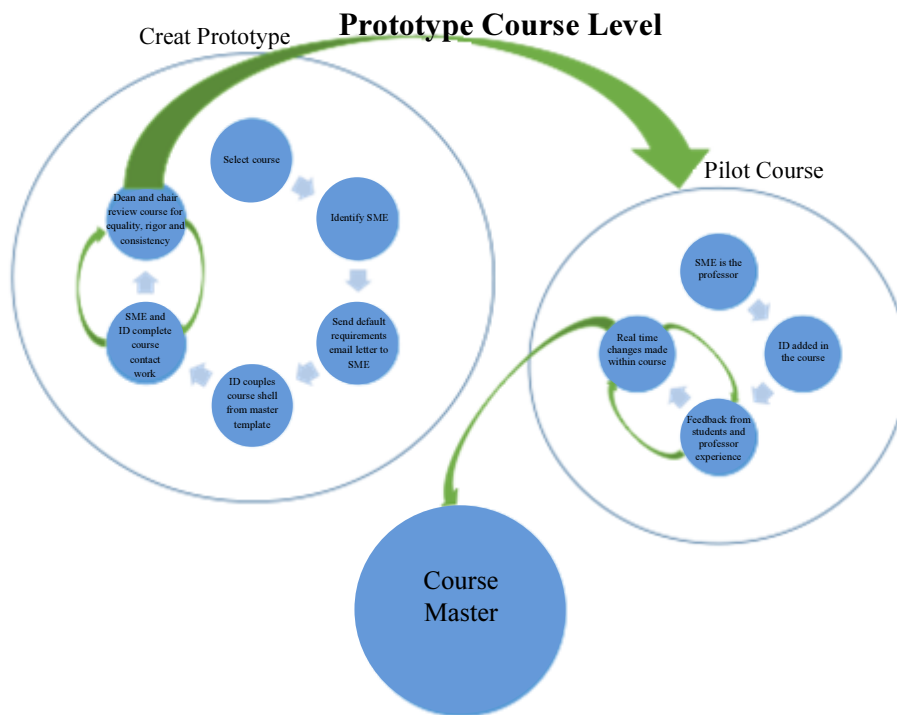 Prototype Course Level
Creat Prototype
Select course
Identify SME
Send default
requirements
email letter to
SME
ID couples
course shell
from master
template
SME and
ID complete
course
contact
work
Dean and chair
review course for
equality, rigor and
consistency
Pilot Course
SME is the
professor
ID added in
the course
Feedback from
students and
professor
experience
Real time
changes made
within course
Course
Master